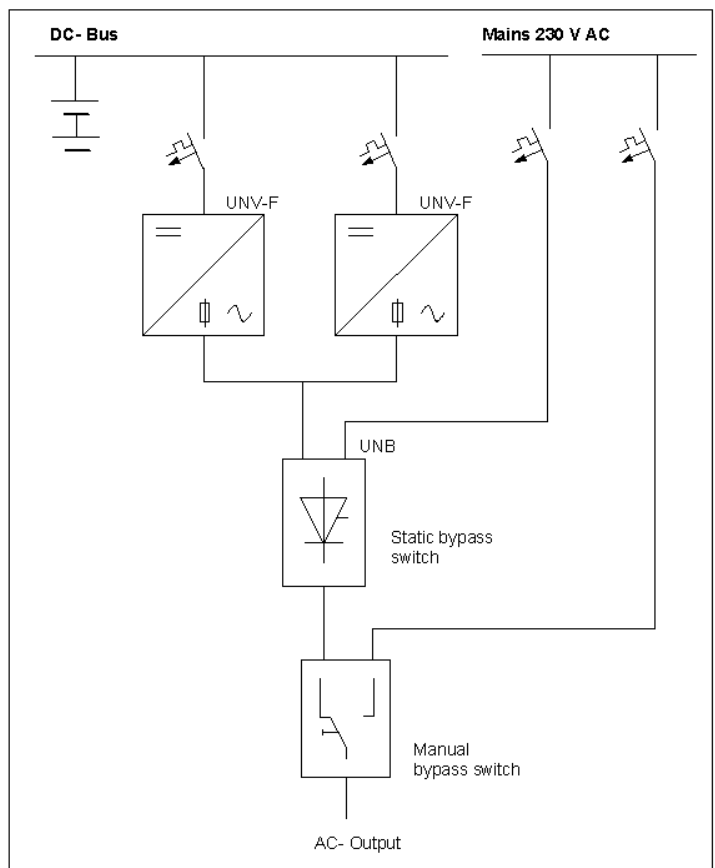 DC- Bus
Mains 230 V AC
UNV-F
UNV-F
UNB
Static bypass
switch
Manual
bypass switch
AC- Output